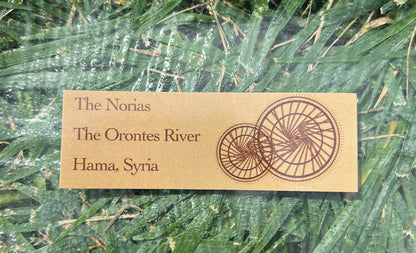 The Norias
The Orontes River
Hama, Syria